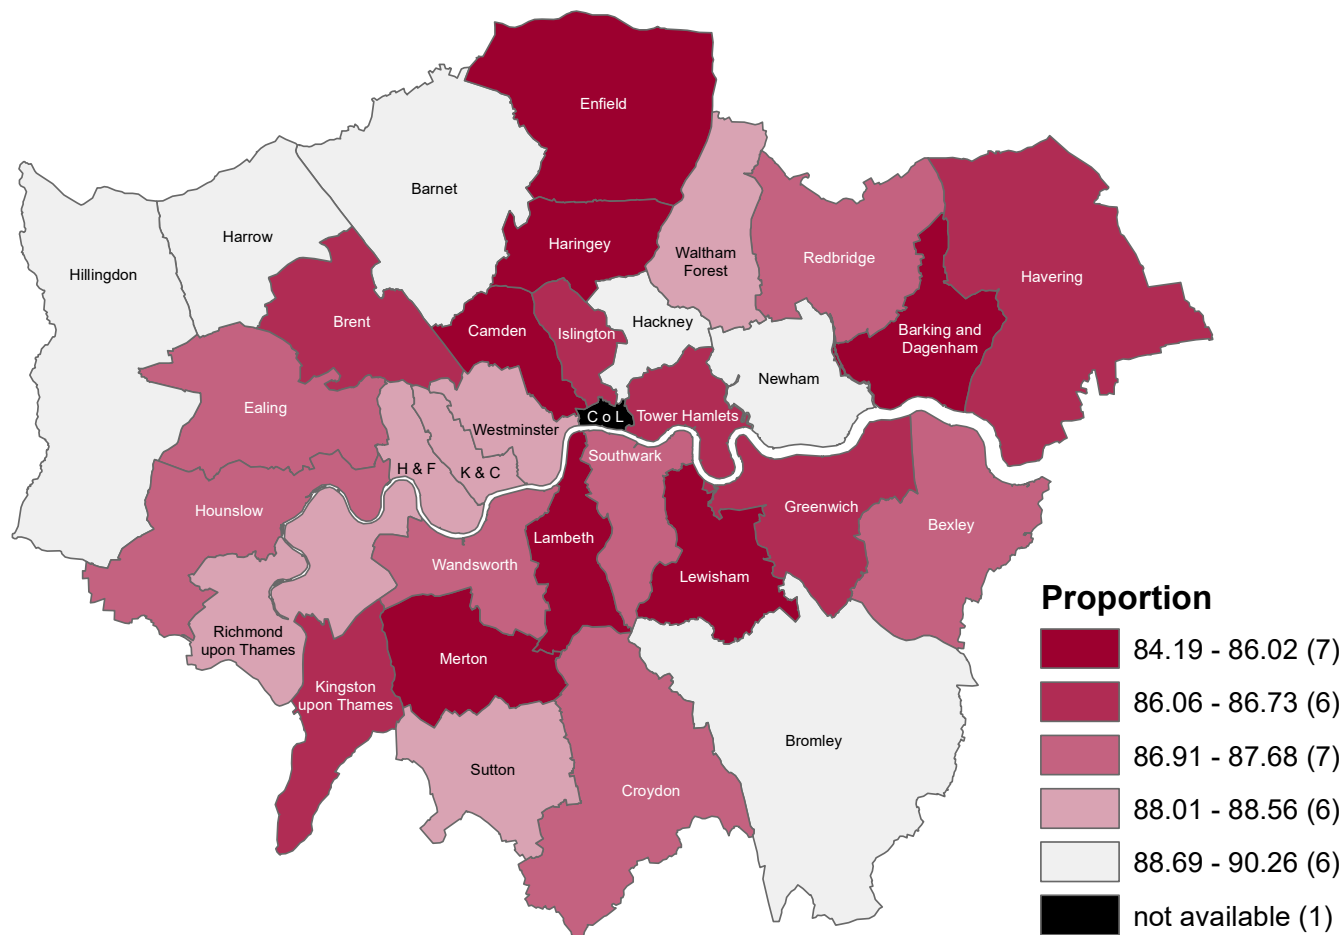 Enfield
Barnet
Harrow
Haringey
Waltham
Forest
Redbridge
Hillingdon
Havering
Brent
Camden
Islington
Hackney
Barking and
Dagenham
Newham
Ealing
Westminster
C o L
Tower Hamlets
H & F
K & C
Southwark
Hounslow
Greenwich
Bexley
Lambeth
Wandsworth
Lewisham
Richmond
upon Thames
Merton
Kingston
upon Thames
Bromley
Sutton
Croydon
Proportion
84.19 - 86.02 (7)
86.06 - 86.73 (6)
86.91 - 87.68 (7)
88.01 - 88.56 (6)
88.69 - 90.26 (6)
not available (1)